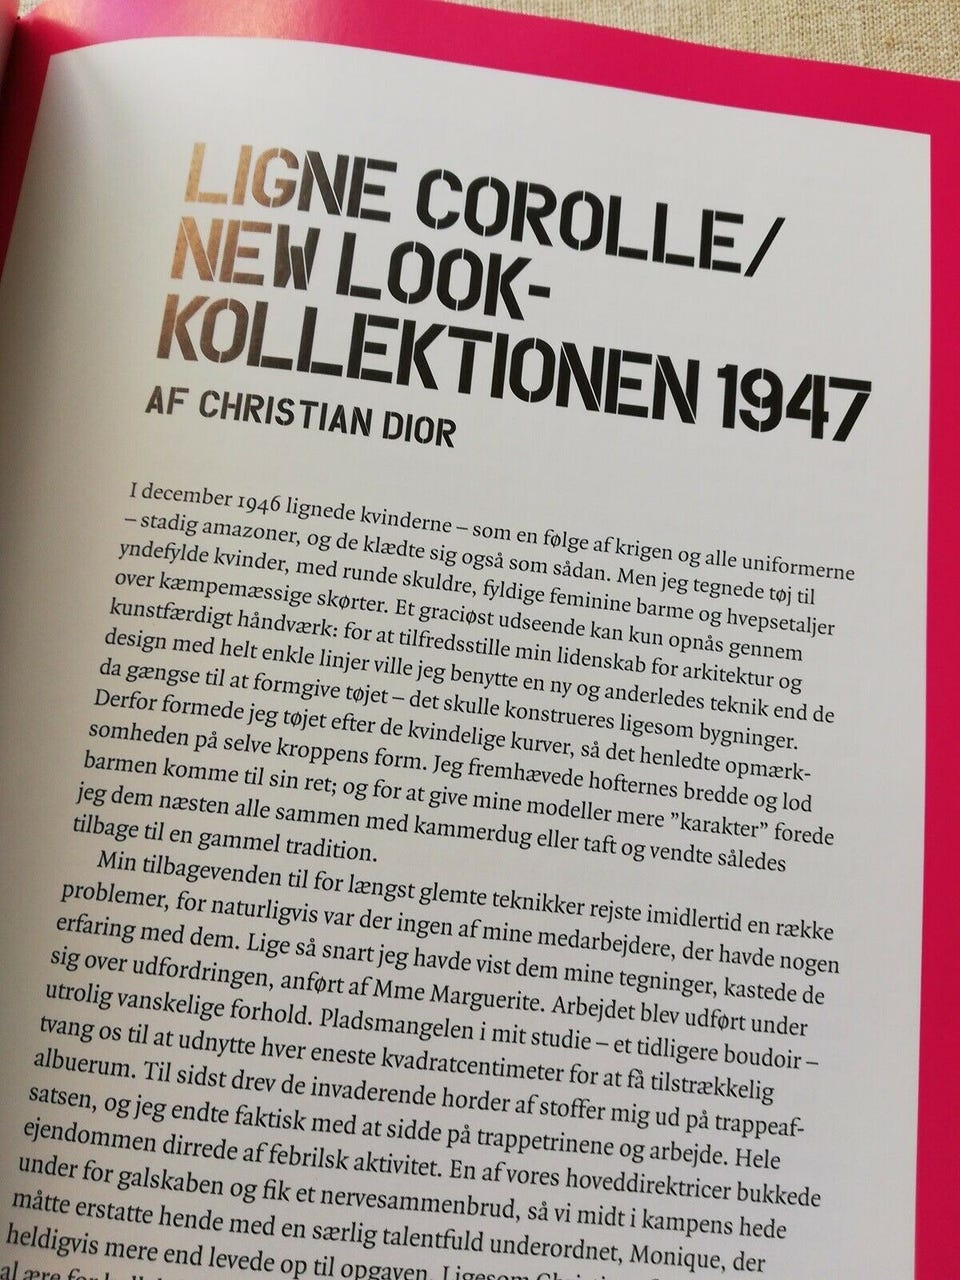 LIGNE COROLLE/
NEW LOOK-
KOLLEKTIONEN 1947
AF CHRISTIAN DIOR
I december 1946 lignede kvinderne – som en følge af krigen og alle uniformerne
– stadig amazoner, og de klædte sig også som sådan. Men jeg tegnede tøj til
yndefylde kvinder, med runde skuldre, fyldige feminine barme og hvepsetaljer
over kæmpemæssige skørter. Et graciøst udseende kan kun opnås gennem
kunstfærdigt håndværk: for at tilfredsstille min lidenskab for arkitektur og
design med helt enkle linjer ville jeg benytte en ny og anderledes teknik end de
da gængse til at formgive tøjet – det skulle konstrueres ligesom bygninger.
Derfor formede jeg tøjet efter de kvindelige kurver, så det henledte opmærk-
somheden på selve kroppens form. Jeg fremhævede hofternes bredde og lod
barmen komme til sin ret; og for at give mine modeller mere ”karakter” forede
jeg dem næsten alle sammen med kammerdug eller taft og vendte således
tilbage til en gammel tradition.
Min tilbagevenden til for længst glemte teknikker rejste imidlertid en række
problemer, for naturligvis var der ingen af mine medarbejdere, der havde nogen
erfaring med dem. Lige så snart jeg havde vist dem mine tegninger, kastede de
sig over udfordringen, anført af Mme Marguerite. Arbejdet blev udført under
utrolig vanskelige forhold. Pladsmangelen i mit studie – et tidligere boudoir –
tvang os til at udnytte hver eneste kvadratcentimeter for at få tilstrækkelig
albuerum. Til sidst drev de invaderende horder af stoffer mig ud på trappeaf-
satsen, og jeg endte faktisk med at sidde på trappetrinene og arbejde. Hele
ejendommen dirrede af febrilsk aktivitet. En af vores hoveddirektricer bukkede
under for galskaben og fik et nervesammenbrud, så vi midt i kampens hede
måtte erstatte hende med en særlig talentfuld underordnet, Monique, der
heldigvis mere end levede op til opgaven. Ligesom